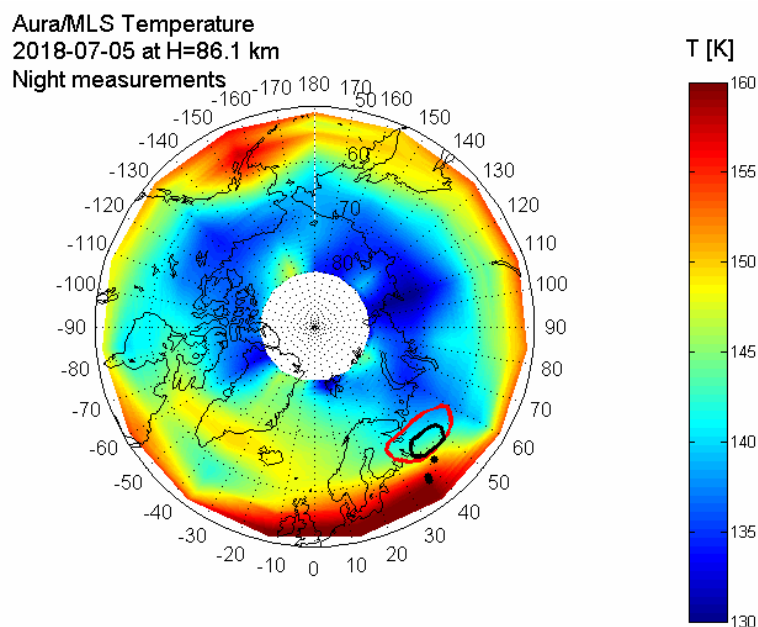 Aura/MLS Temperature
2018-07-05 at H=86.1 km
Night measurements
T [K]
-170 180 170
-160 50 160
-150 150
-140 60 140
-130 130
-120 70 120
-110 110
-100 80 100
-90 90
-80 80
-70 70
-60 60
-50 50
-40 40
-30 30
-20 20
-10 0 10
160
155
150
145
140
135
130